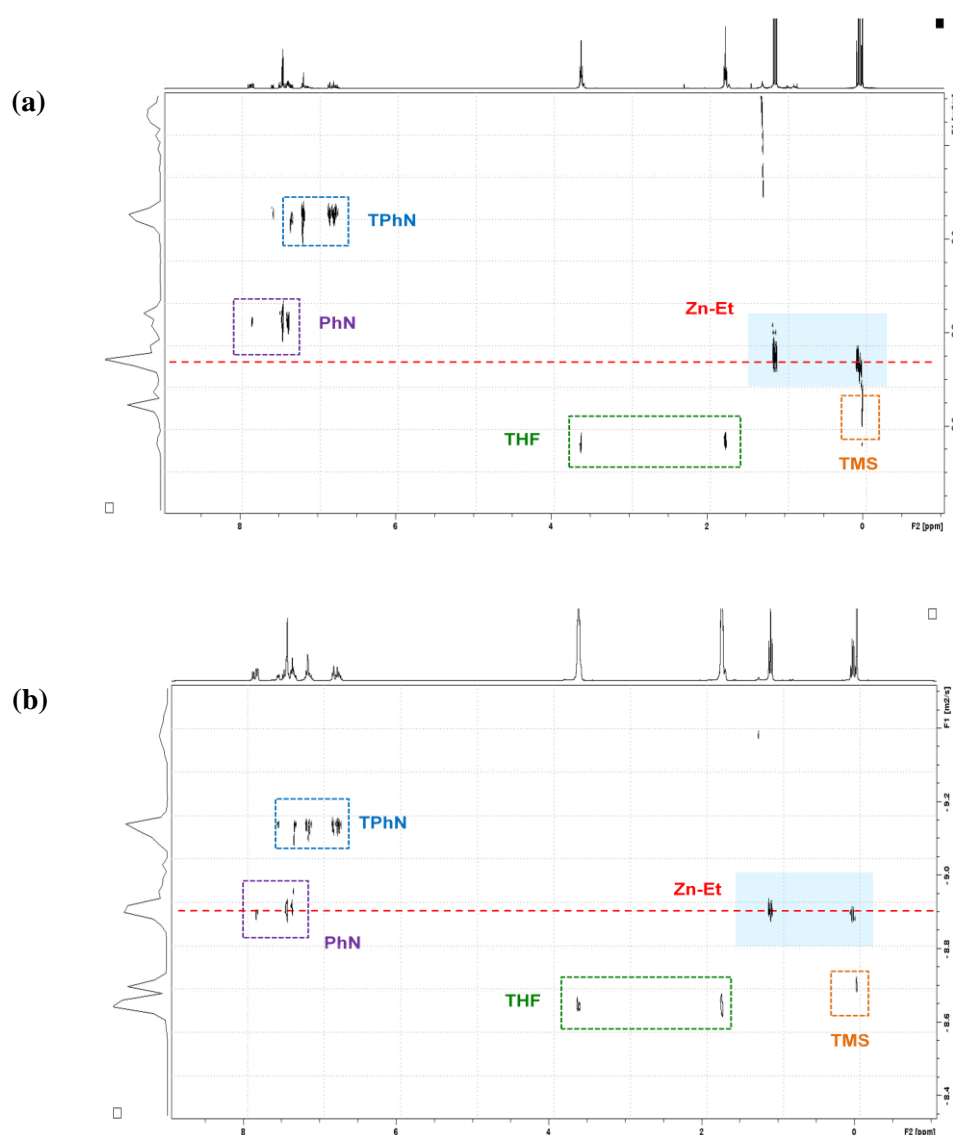 (a)
TPhN
PhN
Zn-Et
THF
TMS
8
6
4
2
0
F2 [ppm]
(b)
F1 [m2/s]
TPhN
- 9.2
- 9.0
Zn-Et
PhN
- 8.8
THF
TMS
- 8.6
- 8.4
8
6
4
2
0
F2 [ppm]